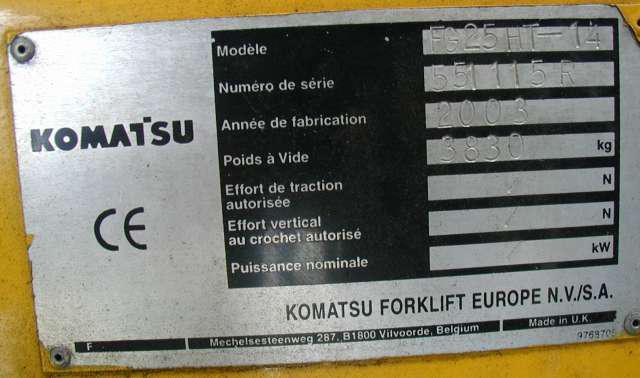 Modèle FG25HT-14
Numéro de série 551115R
Année de fabrication 2003
KOMATSU
Poids à Vide 3830 kg
Effort de traction
autorisée N
Effort vertical
au crochet autorisé N
CE
Puissance nominale kW
KOMATSU FORKLIFT EUROPE N.V./S.A.
F Mechelsesteenweg 287, B1800 Vilvoorde, Belgium Made in U.K.